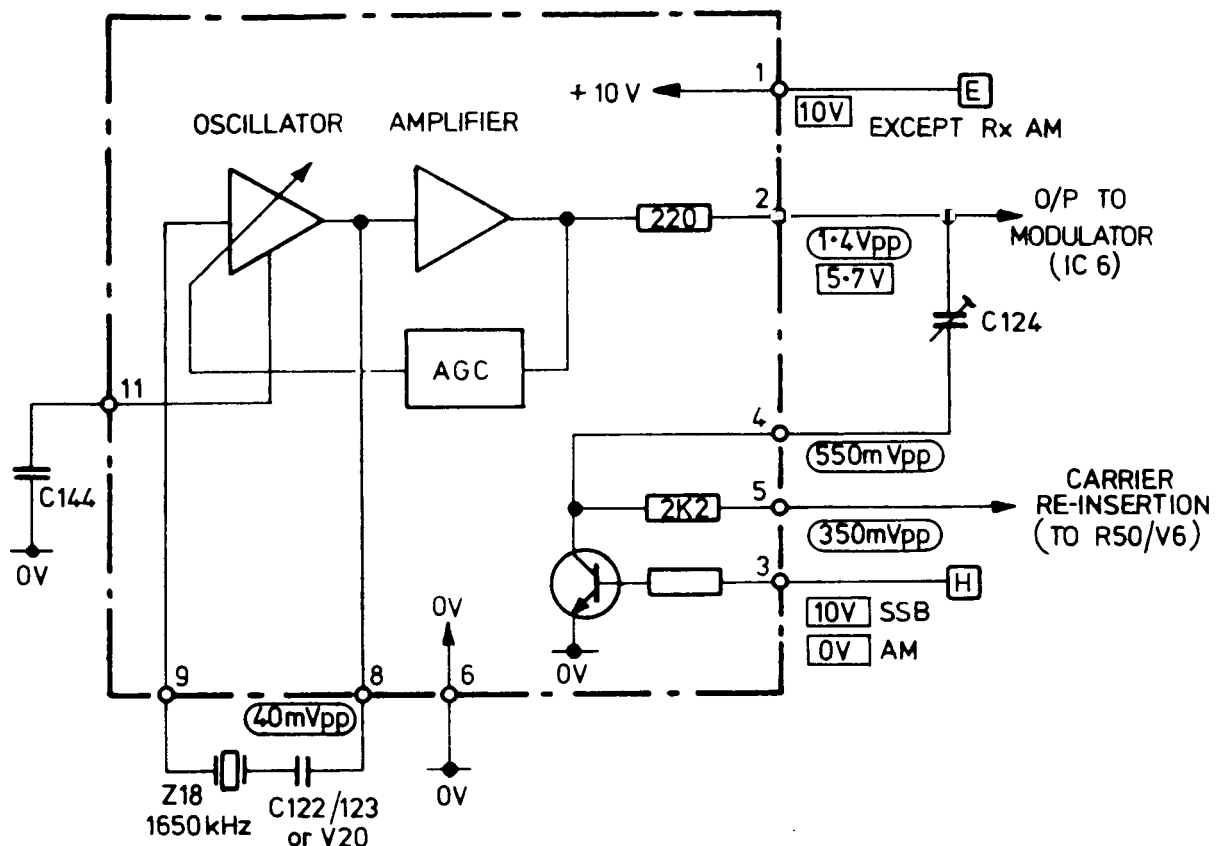 1
+ 10 V
E
10V
EXCEPT Rx AM
OSCILLATOR
AMPLIFIER
2
220
O/P TO
MODULATOR
(IC 6)
1·4Vpp
5·7 V
C124
AGC
11
4
550mVpp
C144
0V
2K2
5
CARRIER
RE-INSERTION
(TO R50/V6)
350mVpp
3
H
10V SSB
0V AM
0V
0V
9
8
6
40mVpp
0V
Z18
1650kHz
C122/123
or V20